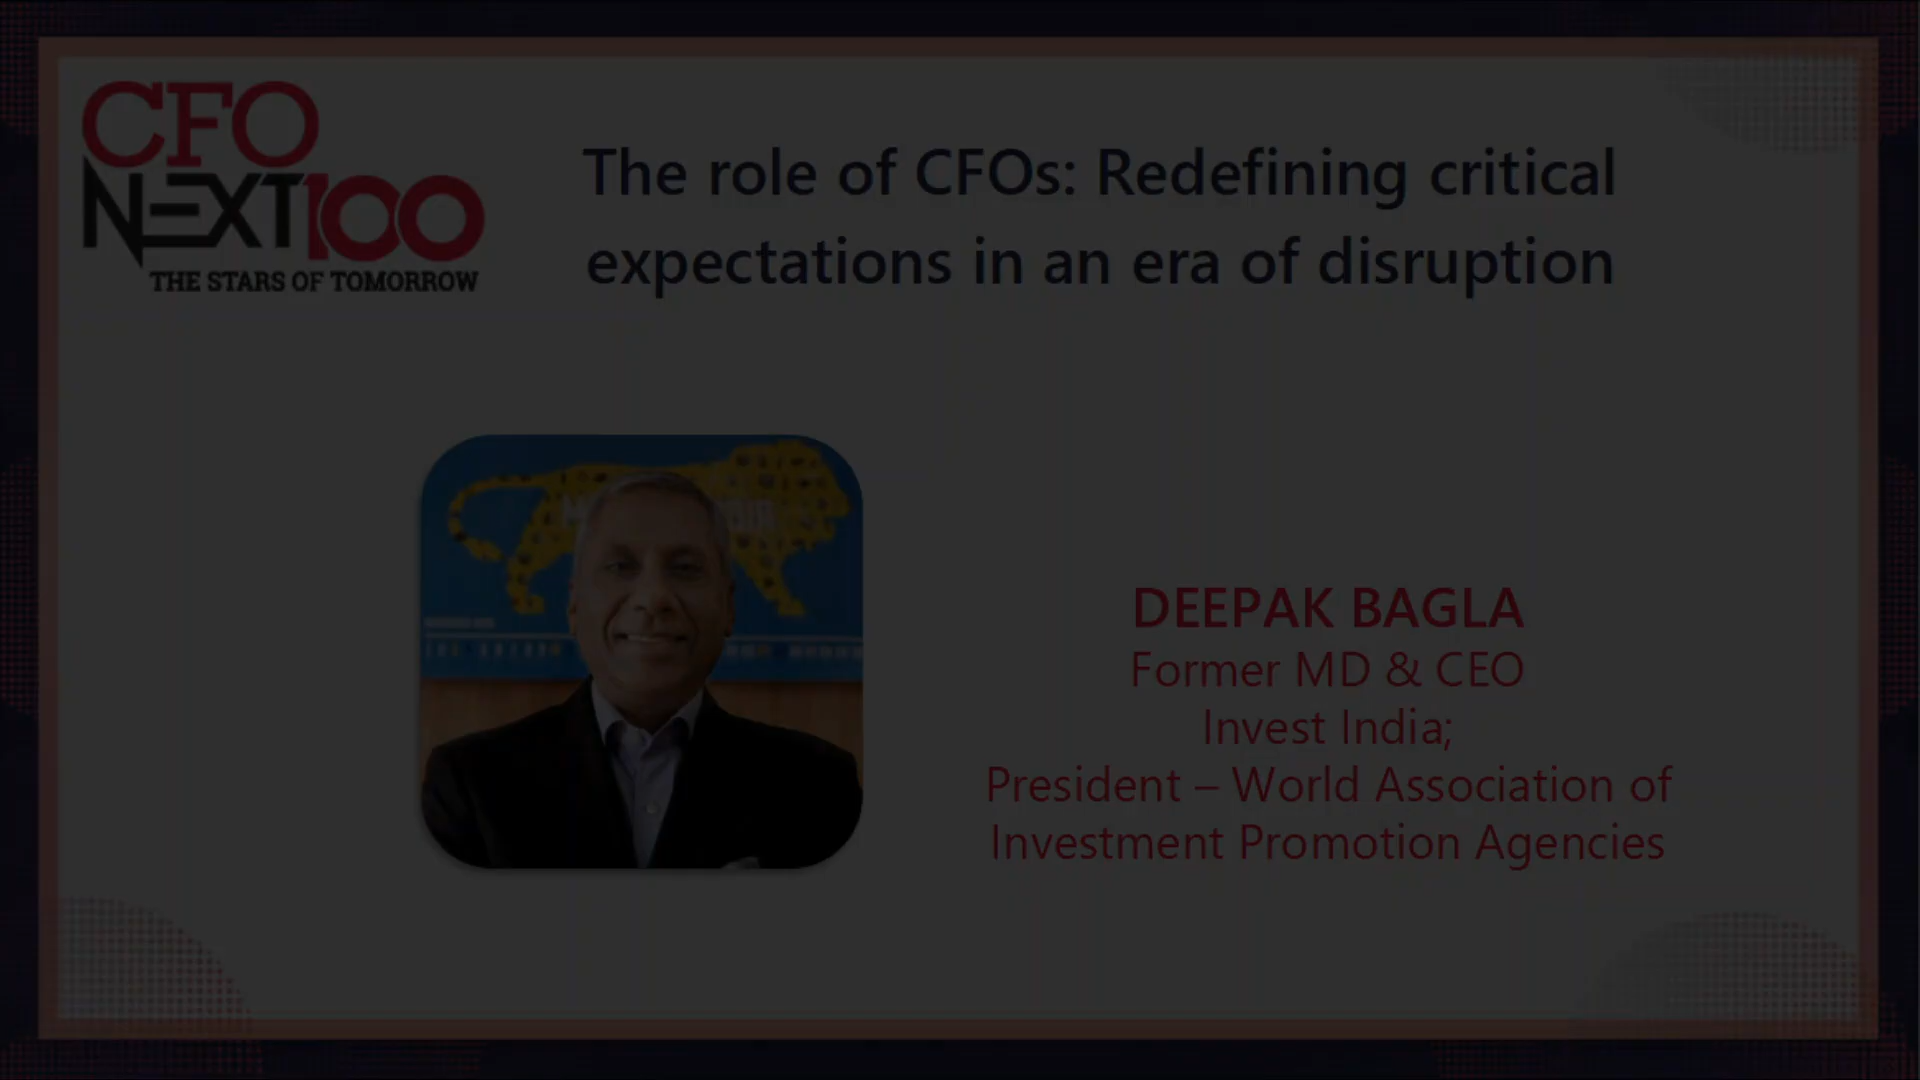 CFO
NEXT100
THE STARS OF TOMORROW
The role of CFOs: Redefining critical
expectations in an era of disruption
DEEPAK BAGLA
Former MD & CEO
Invest India;
President – World Association of
Investment Promotion Agencies